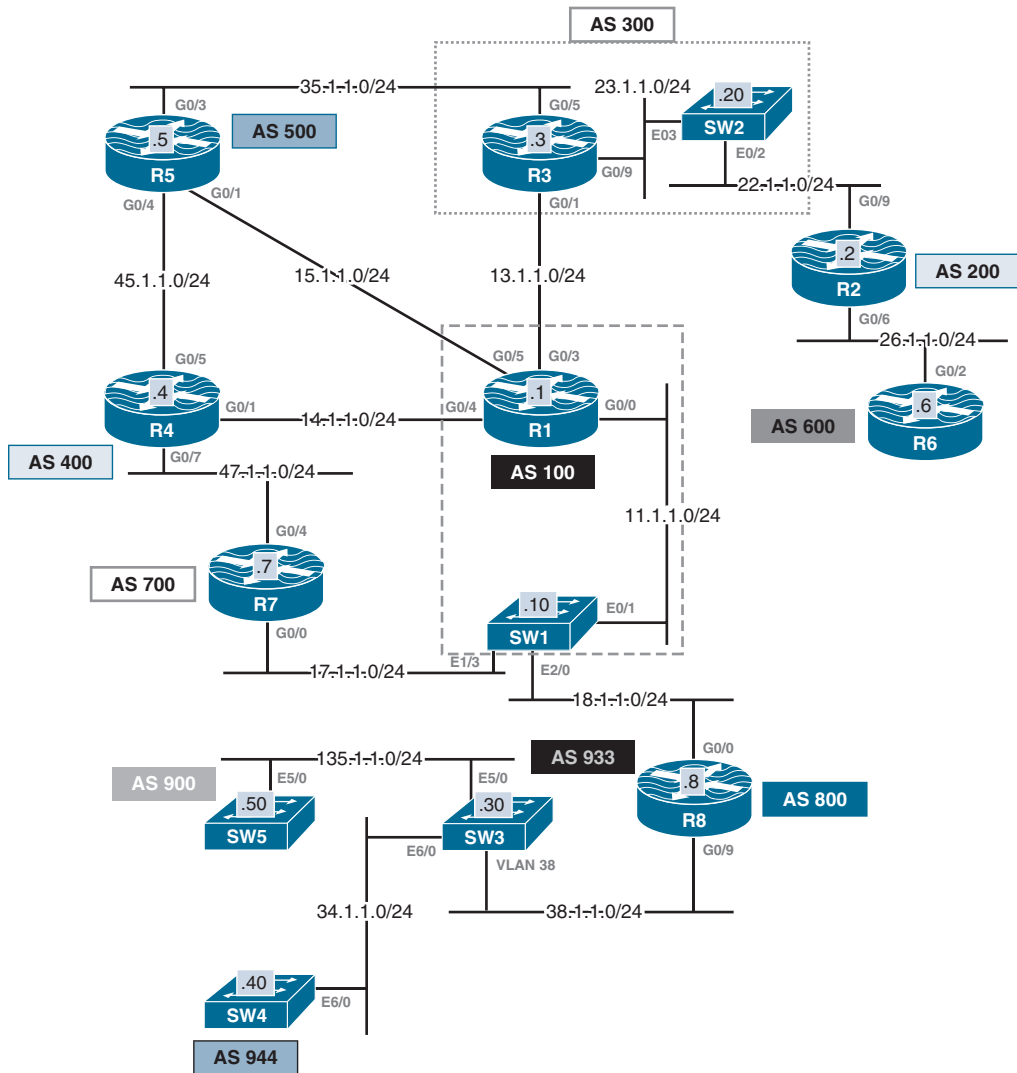 AS 300
35.1.1.0/24
23.1.1.0/24
.20
SW2
G0/3
G0/5
E03
E0/2
.5
R5
AS 500
.3
R3
G0/9
22.1.1.0/24
G0/4
G0/1
G0/1
G0/9
.2
R2
AS 200
45.1.1.0/24
15.1.1.0/24
13.1.1.0/24
G0/6
26.1.1.0/24
G0/5
G0/5
G0/3
G0/2
.4
R4
G0/1
14.1.1.0/24
G0/4
.1
R1
G0/0
.6
R6
AS 600
AS 400
G0/7
47.1.1.0/24
AS 100
11.1.1.0/24
G0/4
.7
R7
AS 700
G0/0
.10
SW1
E0/1
E1/3
E2/0
17.1.1.0/24
18.1.1.0/24
135.1.1.0/24
AS 933
G0/0
AS 900
E5/0
E5/0
.50
SW5
.30
SW3
.8
R8
AS 800
E6/0
VLAN 38
G0/9
34.1.1.0/24
38.1.1.0/24
.40
SW4
E6/0
AS 944